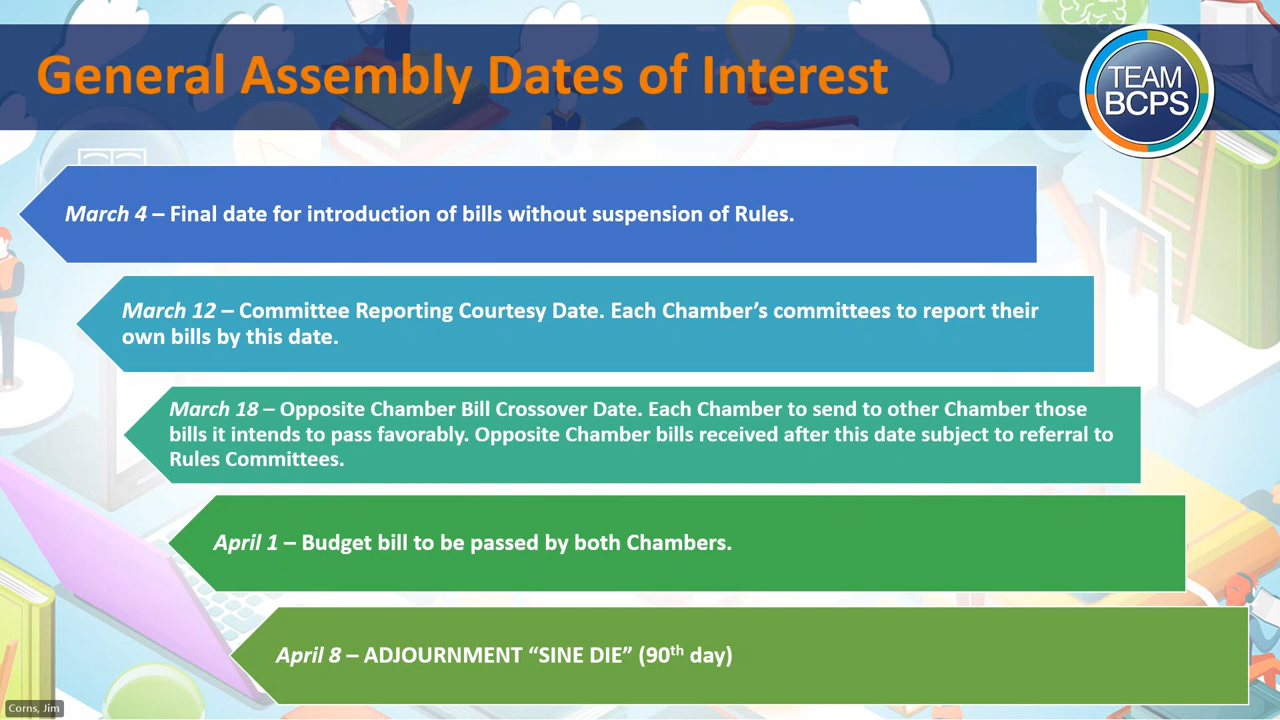 General Assembly Dates of Interest
TEAM
BCPS
March 4 – Final date for introduction of bills without suspension of Rules.
March 12 – Committee Reporting Courtesy Date. Each Chamber’s committees to report their
own bills by this date.
March 18 – Opposite Chamber Bill Crossover Date. Each Chamber to send to other Chamber those
bills it intends to pass favorably. Opposite Chamber bills received after this date subject to referral to
Rules Committees.
April 1 – Budget bill to be passed by both Chambers.
April 8 – ADJOURNMENT “SINE DIE” (90th day)
Corns, Jim